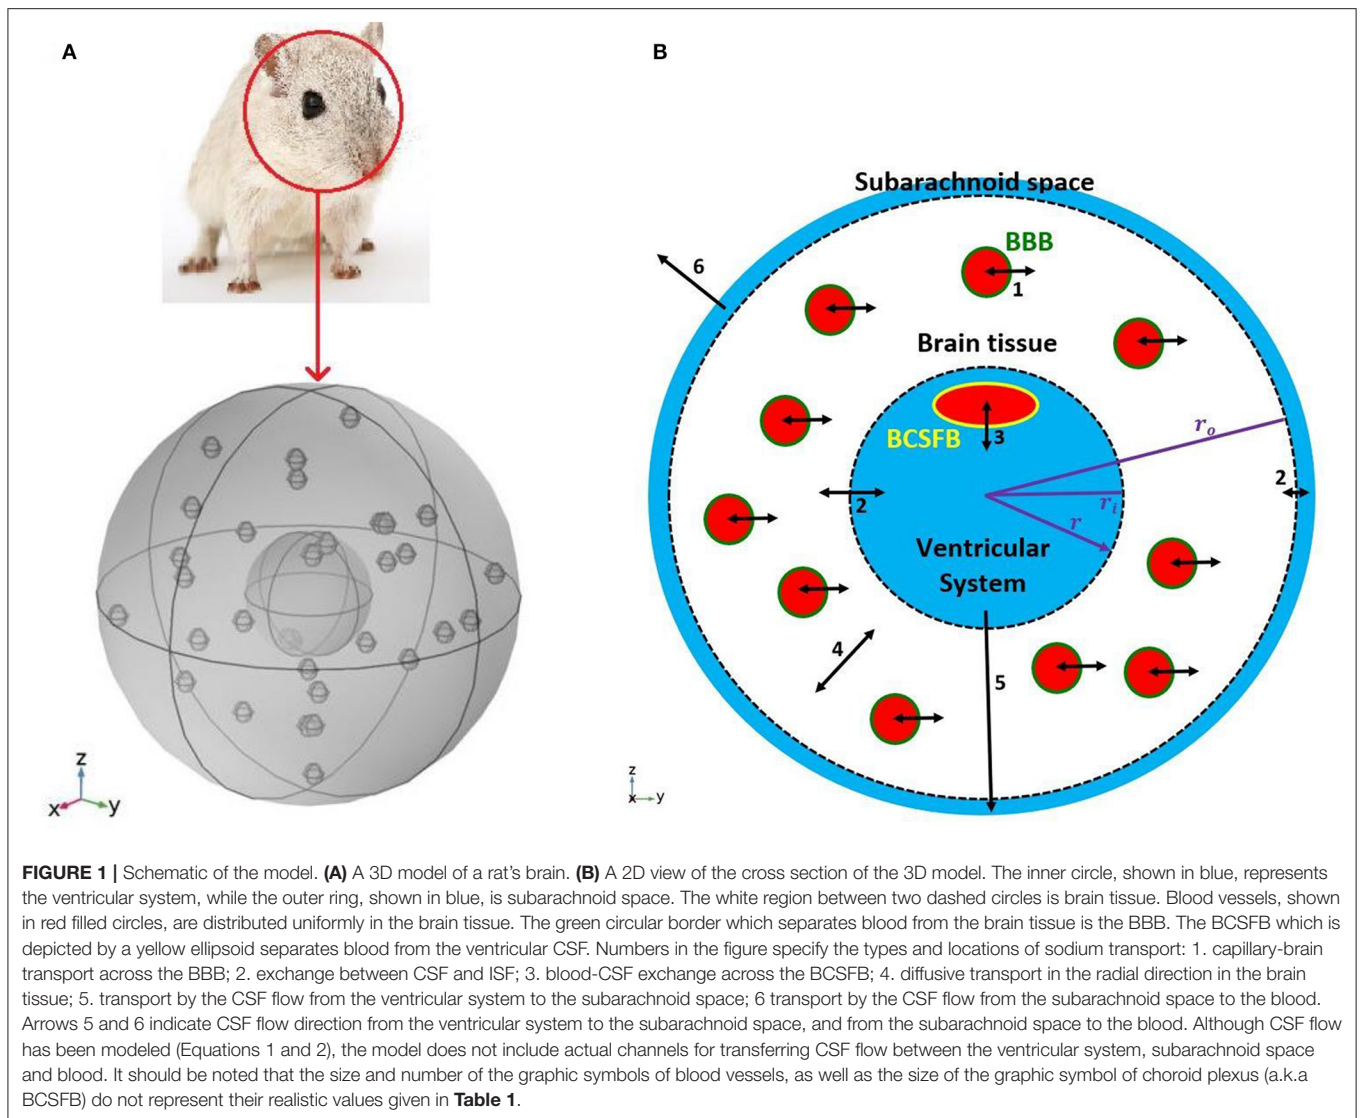 A
B
Subarachnoid space
6
BBB
1
Brain tissue
BCSFB
3
r_o
2
2
r_i
r
Ventricular
System
4
5
z
x
y
z
x
y
FIGURE 1 | Schematic of the model. (A) A 3D model of a rat's brain. (B) A 2D view of the cross section of the 3D model. The inner circle, shown in blue, represents
the ventricular system, while the outer ring, shown in blue, is subarachnoid space. The white region between two dashed circles is brain tissue. Blood vessels, shown
in red filled circles, are distributed uniformly in the brain tissue. The green circular border which separates blood from the brain tissue is the BBB. The BCSFB which is
depicted by a yellow ellipsoid separates blood from the ventricular CSF. Numbers in the figure specify the types and locations of sodium transport: 1. capillary-brain
transport across the BBB; 2. exchange between CSF and ISF; 3. blood-CSF exchange across the BCSFB; 4. diffusive transport in the radial direction in the brain
tissue; 5. transport by the CSF flow from the ventricular system to the subarachnoid space; 6 transport by the CSF flow from the subarachnoid space to the blood.
Arrows 5 and 6 indicate CSF flow direction from the ventricular system to the subarachnoid space, and from the subarachnoid space to the blood. Although CSF flow
has been modeled (Equations 1 and 2), the model does not include actual channels for transferring CSF flow between the ventricular system, subarachnoid space
and blood. It should be noted that the size and number of the graphic symbols of blood vessels, as well as the size of the graphic symbol of choroid plexus (a.k.a
BCSFB) do not represent their realistic values given in Table 1.